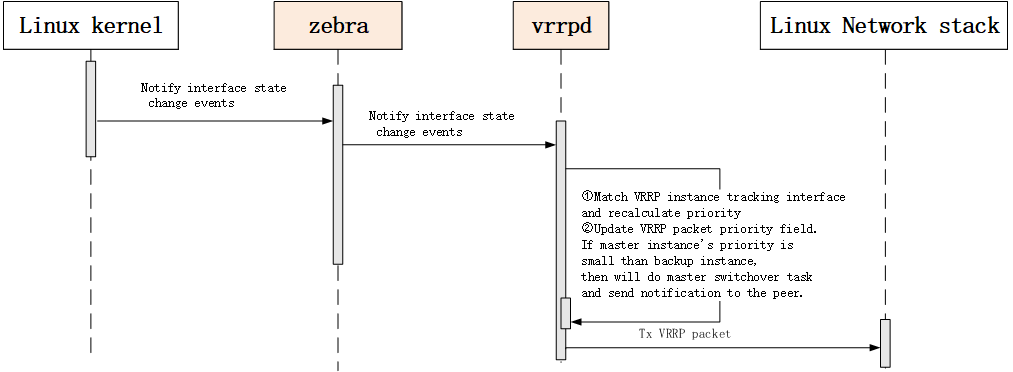 Linux kernel
zebra
vrrpd
Linux Network stack
Notify interface state
change events
Notify interface state
change events
①Match VRRP instance tracking interface
and recalculate priority
②Update VRRP packet priority field.
If master instance's priority is
small than backup instance,
then will do master switchover task
and send notification to the peer.
Tx VRRP packet